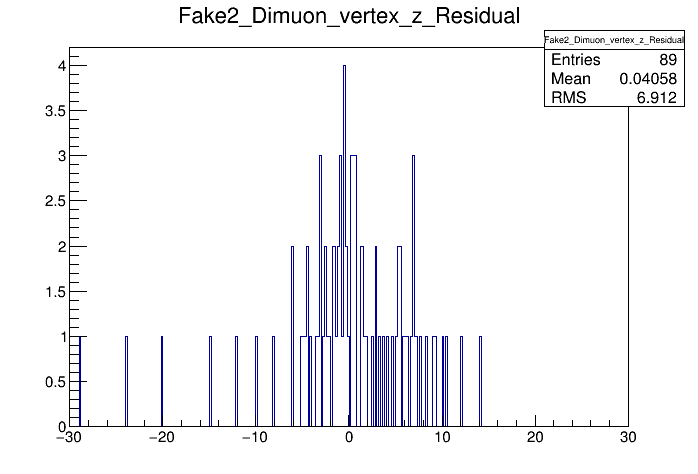 Fake2_Dimuon_vertex_z_Residual
Fake2_Dimuon_vertex_z_Residual
Entries 89
Mean 0.04058
RMS 6.912
4
3.5
3
2.5
2
1.5
1
0.5
0
−30 −20 −10 0 10 20 30